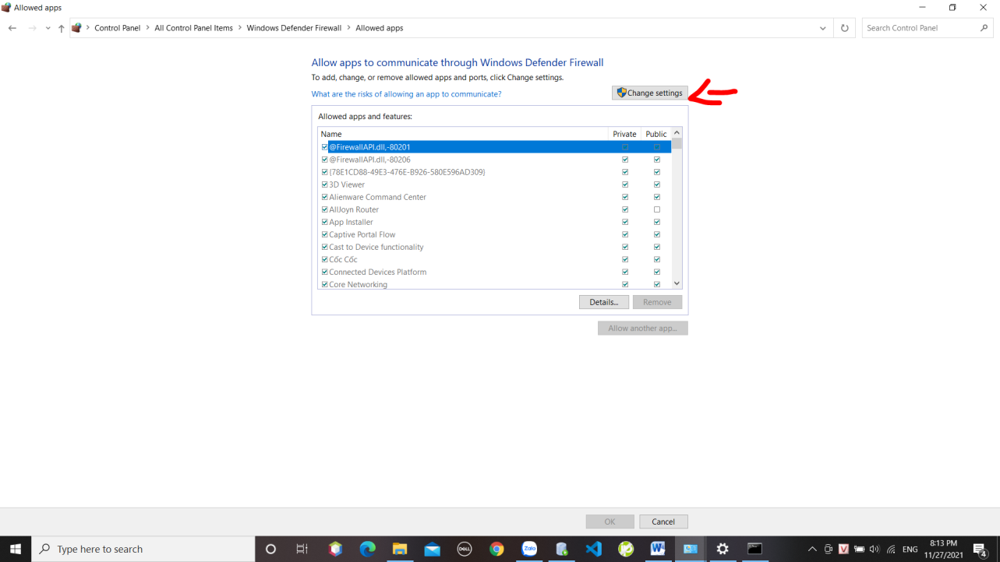 Allowed apps
Control Panel > All Control Panel Items > Windows Defender Firewall > Allowed apps
Search Control Panel
Allow apps to communicate through Windows Defender Firewall
To add, change, or remove allowed apps and ports, click Change settings.
What are the risks of allowing an app to communicate?
Change settings
Allowed apps and features:
Name Private Public
@FirewallAPI.dll,-80201
@FirewallAPI.dll,-80206
{78E1CD88-49E3-476E-B926-580E596AD309}
3D Viewer
Alienware Command Center
AllJoyn Router
App Installer
Captive Portal Flow
Cast to Device functionality
Cốc Cốc
Connected Devices Platform
Core Networking
Details... Remove
Allow another app...
OK Cancel
Type here to search
DELL
Zalo
W
V
ENG
8:13 PM
11/27/2021
4